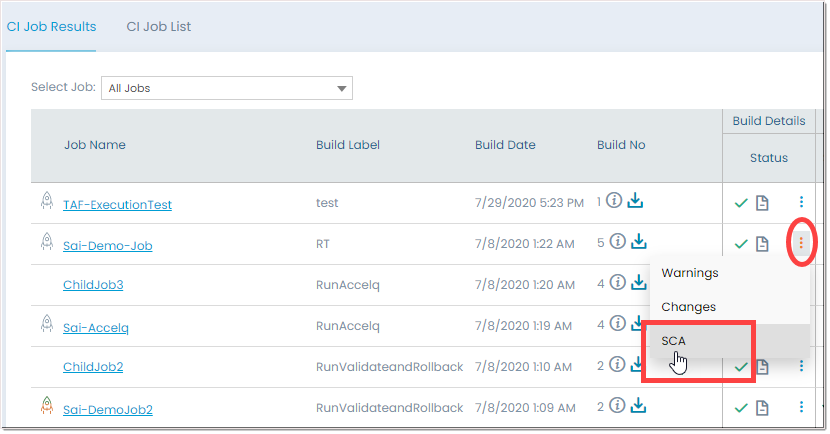 CI Job Results CI Job List
Select Job: All Jobs
Build Details
Job Name Build Label Build Date Build No Status
TAF-ExecutionTest test 7/29/2020 5:23 PM 1
Sai-Demo-Job RT 7/8/2020 1:22 AM 5
Warnings
ChildJob3 RunAccelq 7/8/2020 1:20 AM 4
Changes
Sai-Accelq RunAccelq 7/8/2020 1:19 AM 4
SCA
ChildJob2 RunValidateandRollback 7/8/2020 1:10 AM 2
Sai-DemoJob2 RunValidateandRollback 7/8/2020 1:09 AM 2